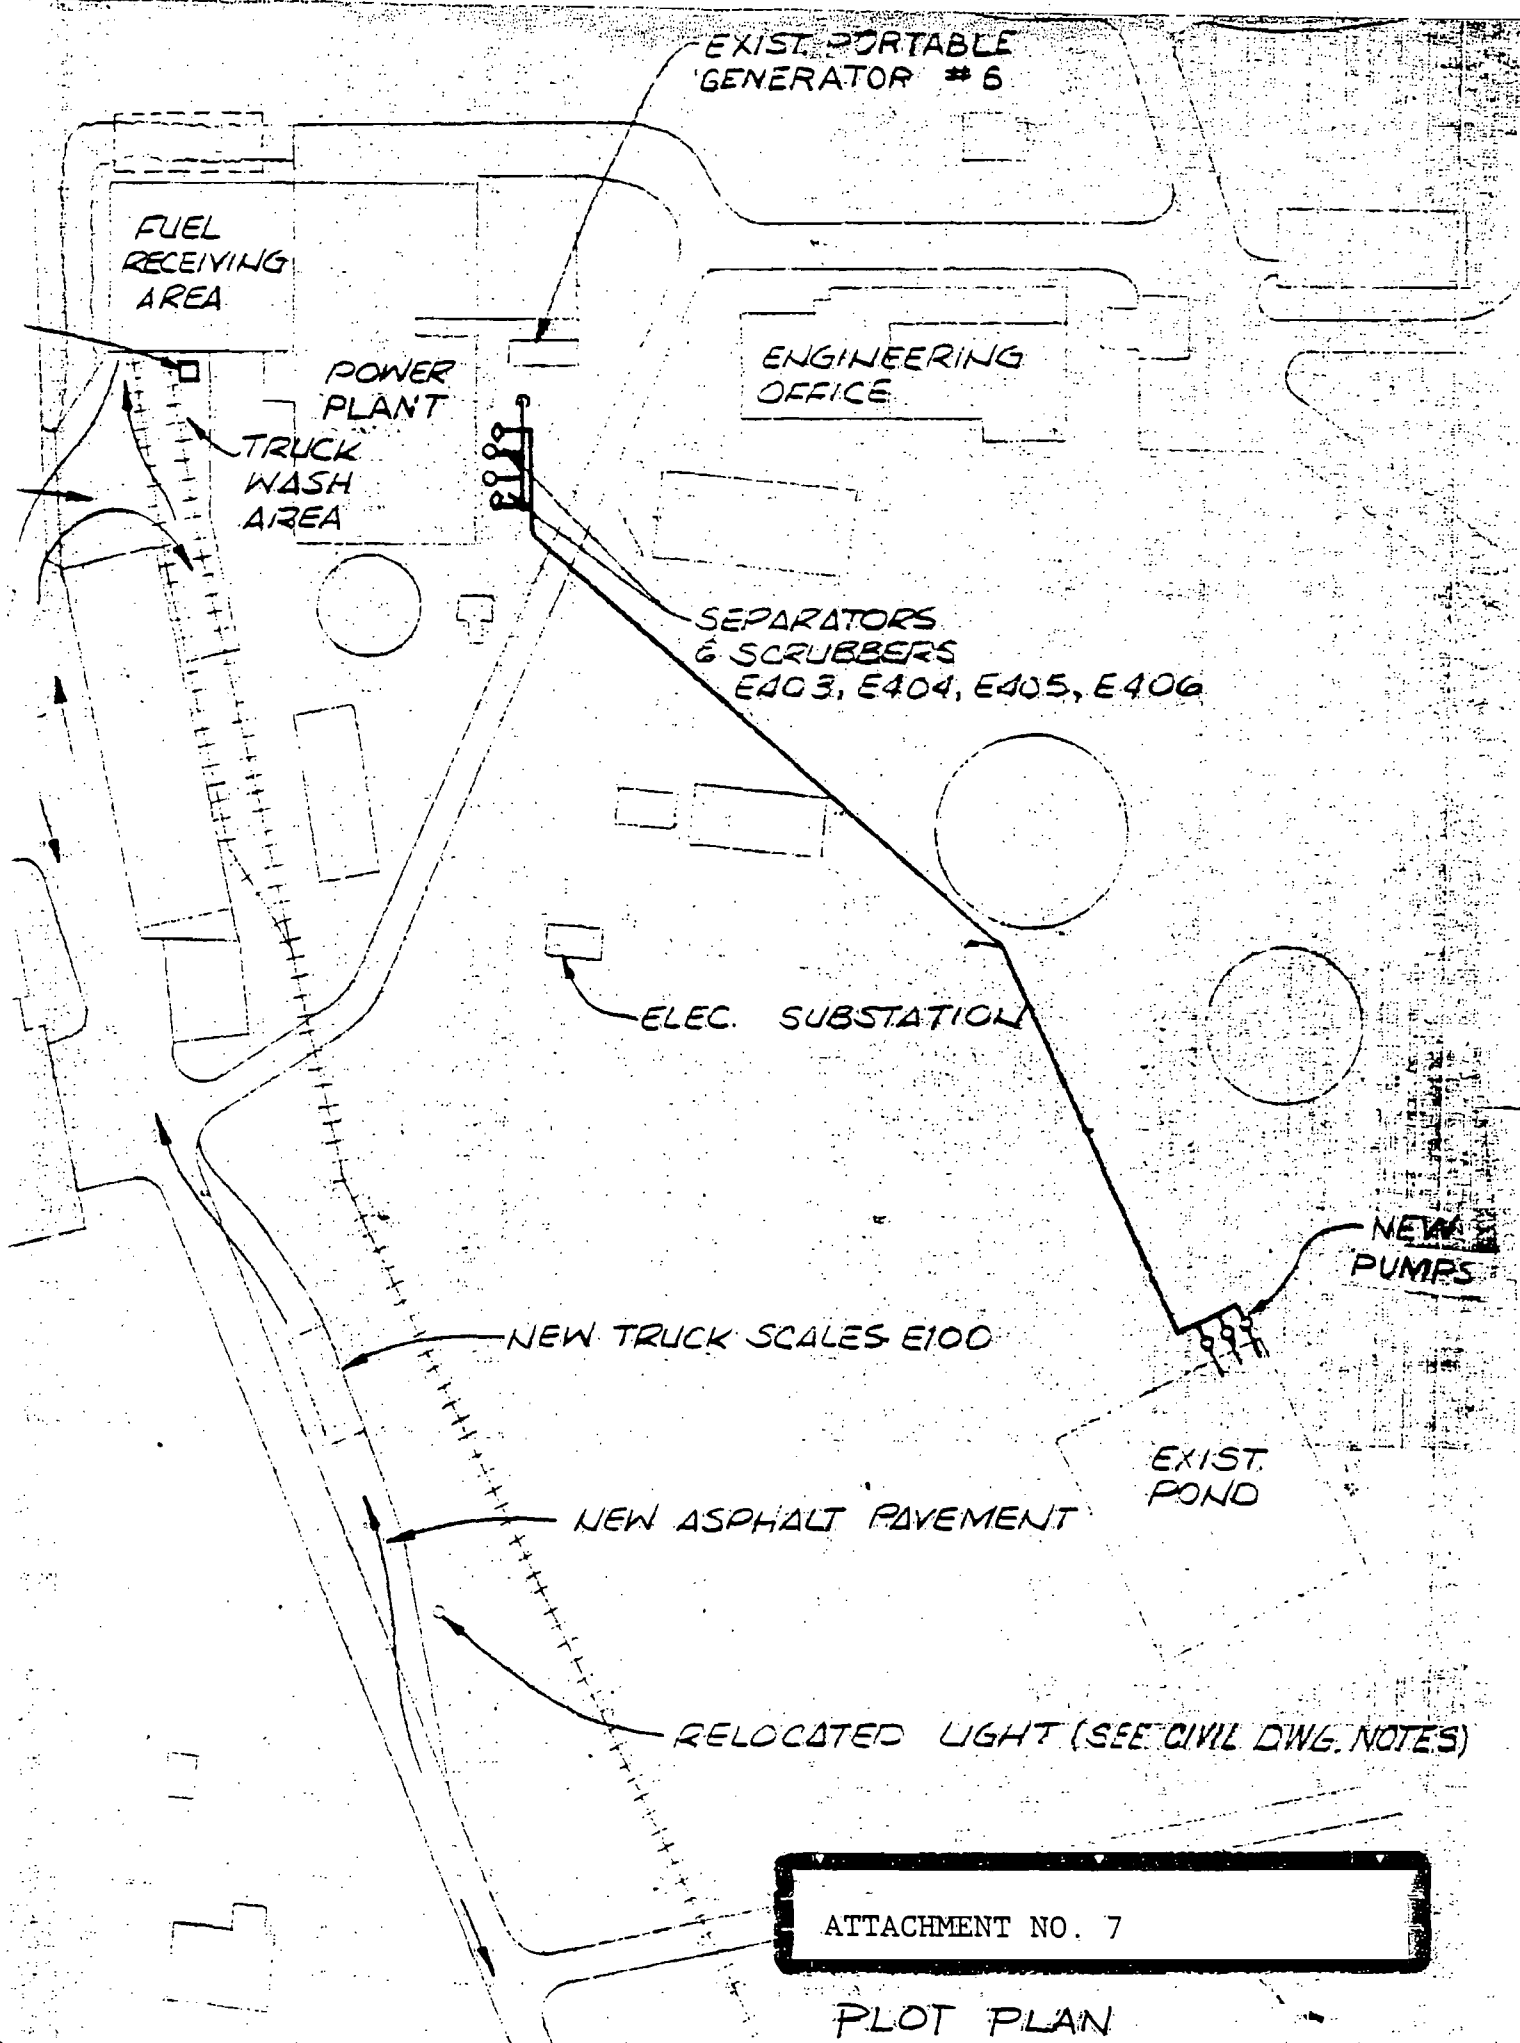 EXIST. PORTABLE
GENERATOR #6
FUEL
RECEIVING
AREA
POWER
PLANT
ENGINEERING
OFFICE
TRUCK
WASH
AREA
SEPARATORS
& SCRUBBERS
E403, E404, E405, E406
ELEC. SUBSTATION
NEW
PUMPS
NEW TRUCK SCALES E100
EXIST.
POND
NEW ASPHALT PAVEMENT
RELOCATED LIGHT (SEE CIVIL DWG. NOTES)
ATTACHMENT NO. 7
PLOT PLAN